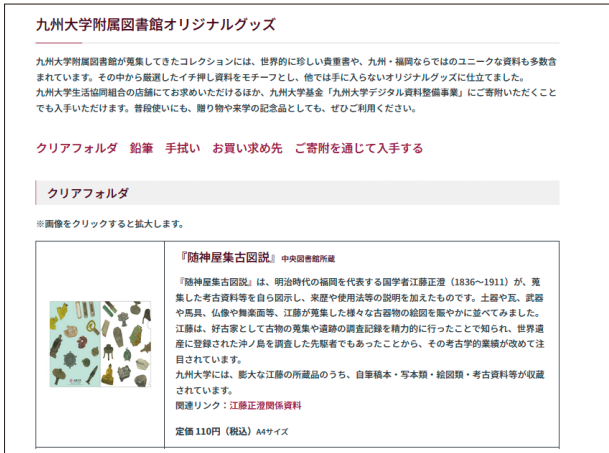 九州大学附属図書館オリジナルグッズ
九州大学附属図書館が蒐集してきたコレクションには、世界的に珍しい貴重書や、九州・福岡ならではのユニークな資料も多数含
まれています。その中から厳選したイチ押し資料をモチーフとし、他では手に入らないオリジナルグッズに仕立てました。
九州大学生活協同組合の店舗にてお求めいただけるほか、九州大学基金「九州大学デジタル資料整備事業」にご寄附いただくこと
でも入手いただけます。普段使いにも、贈り物や来学の記念品としても、ぜひご利用ください。
クリアフォルダ 鉛筆 手拭い お買い求め先 ご寄附を通じて入手する
クリアフォルダ
※画像をクリックすると拡大します。
『随神屋集古図説』 中央図書館所蔵
『随神屋集古図説』は、明治時代の福岡を代表する国学者江藤正澄（1836～1911）が、蒐
集した考古資料等を自ら図示し、来歴や使用法等の説明を加えたものです。土器や瓦、武器
や馬具、仏像や舞楽面等、江藤が蒐集した様々な古器物の絵図を賑やかに並べてみました。
江藤は、好古家として古物の蒐集や遺跡の調査記録を精力的に行ったことで知られ、世界遺
産に登録された沖ノ島を調査した先駆者でもあったことから、その考古学的業績が改めて注
目されています。
九州大学には、膨大な江藤の所蔵品のうち、自筆稿本・写本類・絵図類・考古資料等が収蔵
されています。
関連リンク：江藤正澄関係資料
定価 110円（税込）A4サイズ